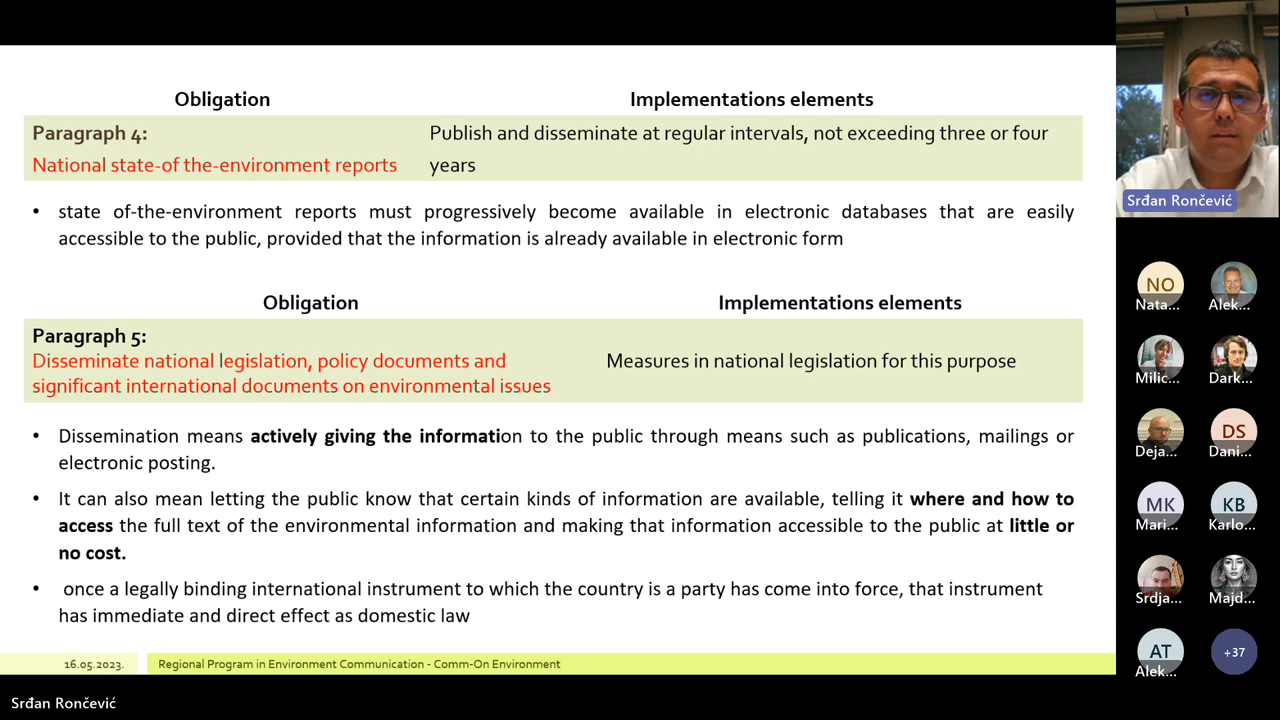 Obligation Implementations elements
Paragraph 4: Publish and disseminate at regular intervals, not exceeding three or four
National state-of the-environment reports years
• state of-the-environment reports must progressively become available in electronic databases that are easily
accessible to the public, provided that the information is already available in electronic form
Obligation Implementations elements
Paragraph 5:
Disseminate national legislation, policy documents and Measures in national legislation for this purpose
significant international documents on environmental issues
• Dissemination means actively giving the information to the public through means such as publications, mailings or
electronic posting.
• It can also mean letting the public know that certain kinds of information are available, telling it where and how to
access the full text of the environmental information and making that information accessible to the public at little or
no cost.
• once a legally binding international instrument to which the country is a party has come into force, that instrument
has immediate and direct effect as domestic law
16.05.2023. Regional Program in Environment Communication - Comm-On Environment
Srđan Rončević
Srđan Rončević
NO
Nata... Alek...
Milic... Dark...
DS
Deja... Dani...
MK KB
Mari... Karlo...
Srdja... Majd...
AT +37
Alek...